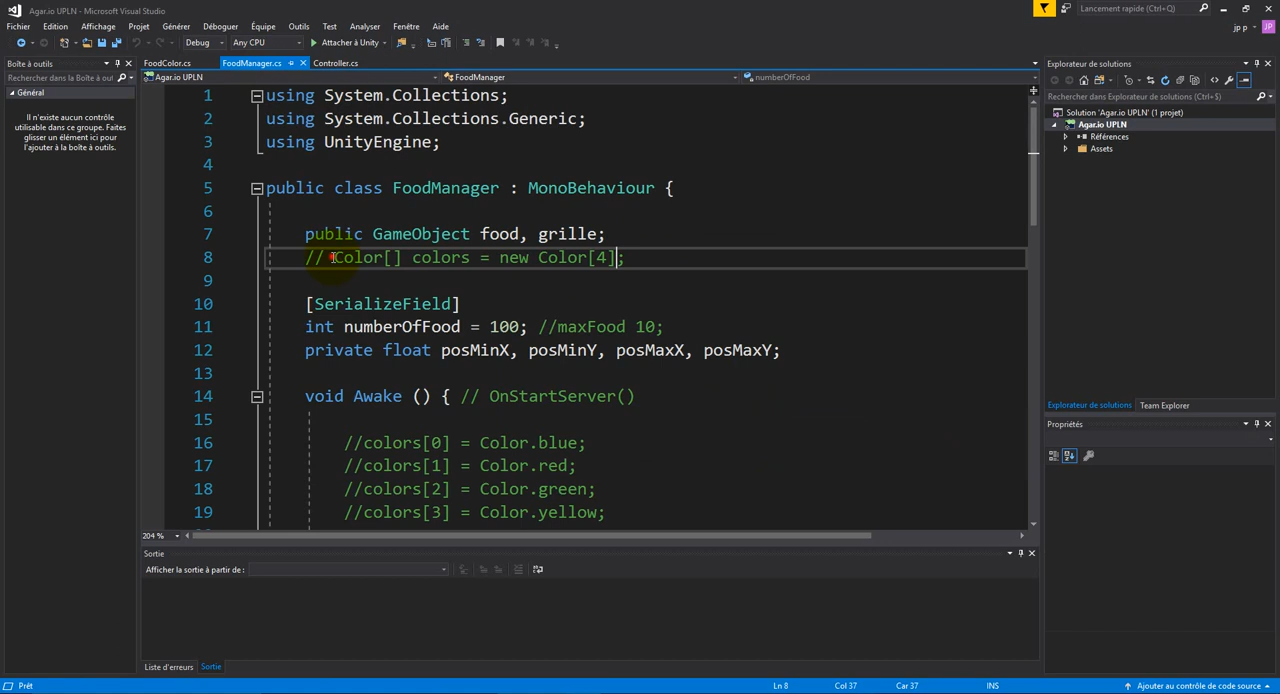 Agar.io UPLN - Microsoft Visual Studio
Lancement rapide (Ctrl+Q)
Fichier Edition Affichage Projet Générer Déboguer Équipe Outils Test Analyser Fenêtre Aide
jp p
JP
Debug Any CPU Attacher à Unity
Boîte à outils
Rechercher dans la Boîte à outils
Général
Il n'existe aucun contrôle
utilisable dans ce groupe. Faites
glisser un élément ici pour
l'ajouter à la boîte à outils.
FoodColor.cs FoodManager.cs Controller.cs
Agar.io UPLN FoodManager numberOfFood
1 using System.Collections;
2 using System.Collections.Generic;
3 using UnityEngine;
4
5 public class FoodManager : MonoBehaviour {
6
7 public GameObject food, grille;
8 // Color[] colors = new Color[4];
9
10 [SerializeField]
11 int numberOfFood = 100; //maxFood 10;
12 private float posMinX, posMinY, posMaxX, posMaxY;
13
14 void Awake () { // OnStartServer()
15
16 //colors[0] = Color.blue;
17 //colors[1] = Color.red;
18 //colors[2] = Color.green;
19 //colors[3] = Color.yellow;
204 %
Sortie
Afficher la sortie à partir de :
Liste d'erreurs Sortie
Explorateur de solutions
Rechercher dans Explorateur de solutions (Ctrl+$)
Solution 'Agar.io UPLN' (1 projet)
Agar.io UPLN
Références
Assets
Explorateur de solutions Team Explorer
Propriétés
Prêt Ln 8 Col 37 Car 37 INS Ajouter au contrôle de code source